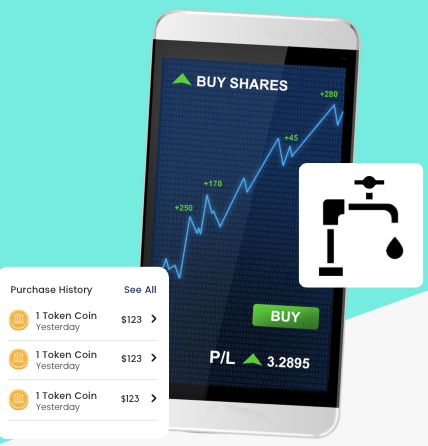 BUY SHARES
+280
+45
+170
+250
BUY
P/L 3.2895
Purchase History See All
1 Token Coin $123
Yesterday
1 Token Coin $123
Yesterday
1 Token Coin $123
Yesterday